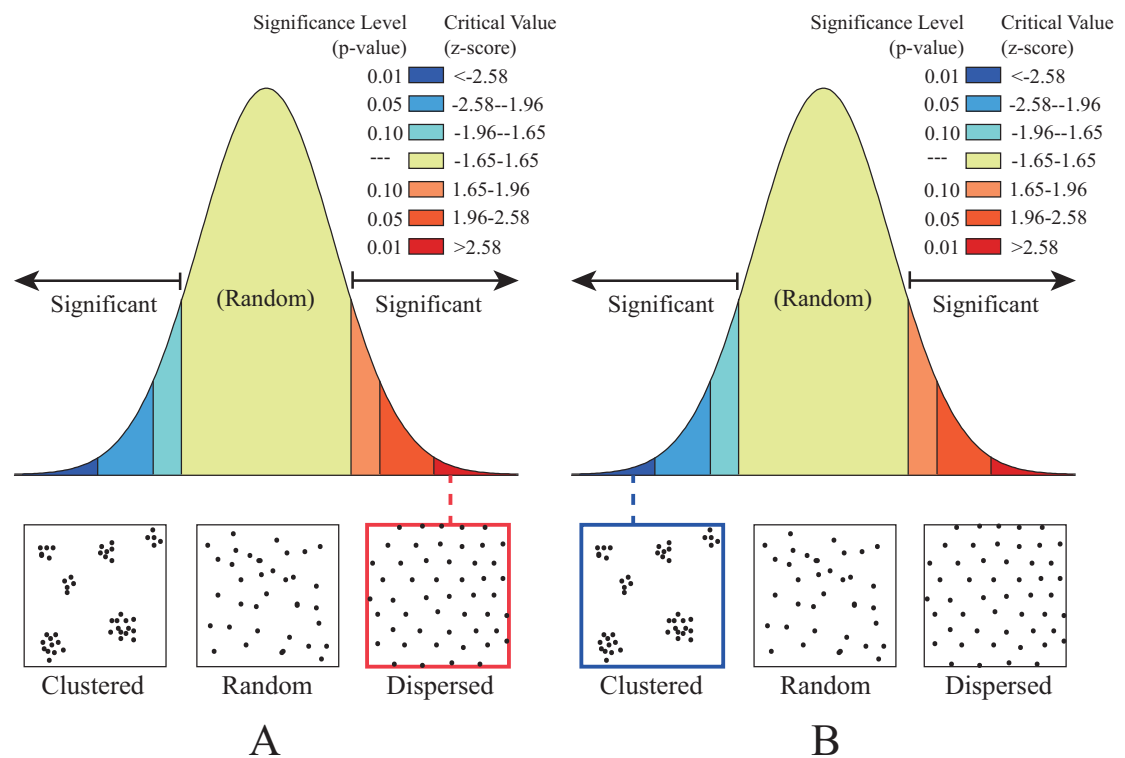 Significance Level Critical Value
(p-value) (z-score)
0.01 <-2.58
0.05 -2.58--1.96
0.10 -1.96--1.65
--- -1.65-1.65
0.10 1.65-1.96
0.05 1.96-2.58
0.01 >2.58
Significant (Random) Significant
Clustered Random Dispersed
A
Significance Level Critical Value
(p-value) (z-score)
0.01 <-2.58
0.05 -2.58--1.96
0.10 -1.96--1.65
--- -1.65-1.65
0.10 1.65-1.96
0.05 1.96-2.58
0.01 >2.58
Significant (Random) Significant
Clustered Random Dispersed
B